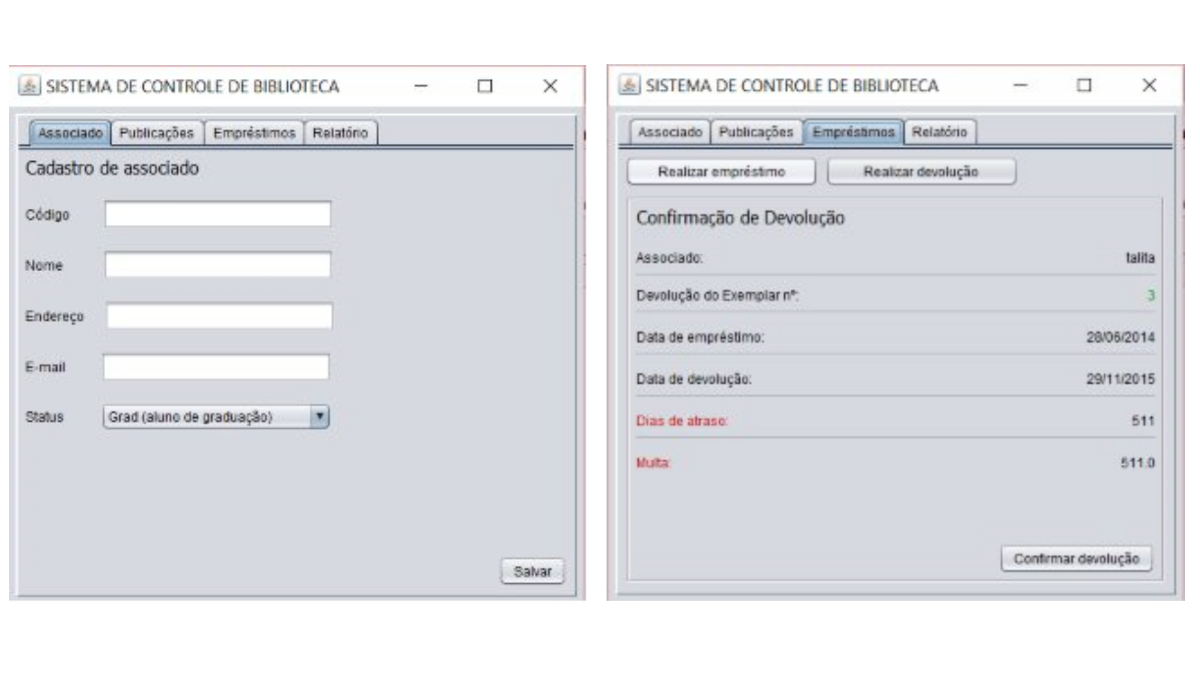 SISTEMA DE CONTROLE DE BIBLIOTECA
Associado Publicações Empréstimos Relatório
Cadastro de associado
Código
Nome
Endereço
E-mail
Status Grad (aluno de graduação)
Salvar
SISTEMA DE CONTROLE DE BIBLIOTECA
Associado Publicações Empréstimos Relatório
Realizar empréstimo Realizar devolução
Confirmação de Devolução
Associado: talita
Devolução do Exemplar nº: 3
Data de empréstimo: 28/06/2014
Data de devolução: 29/11/2015
Dias de atraso: 511
Multa: 511.0
Confirmar devolução